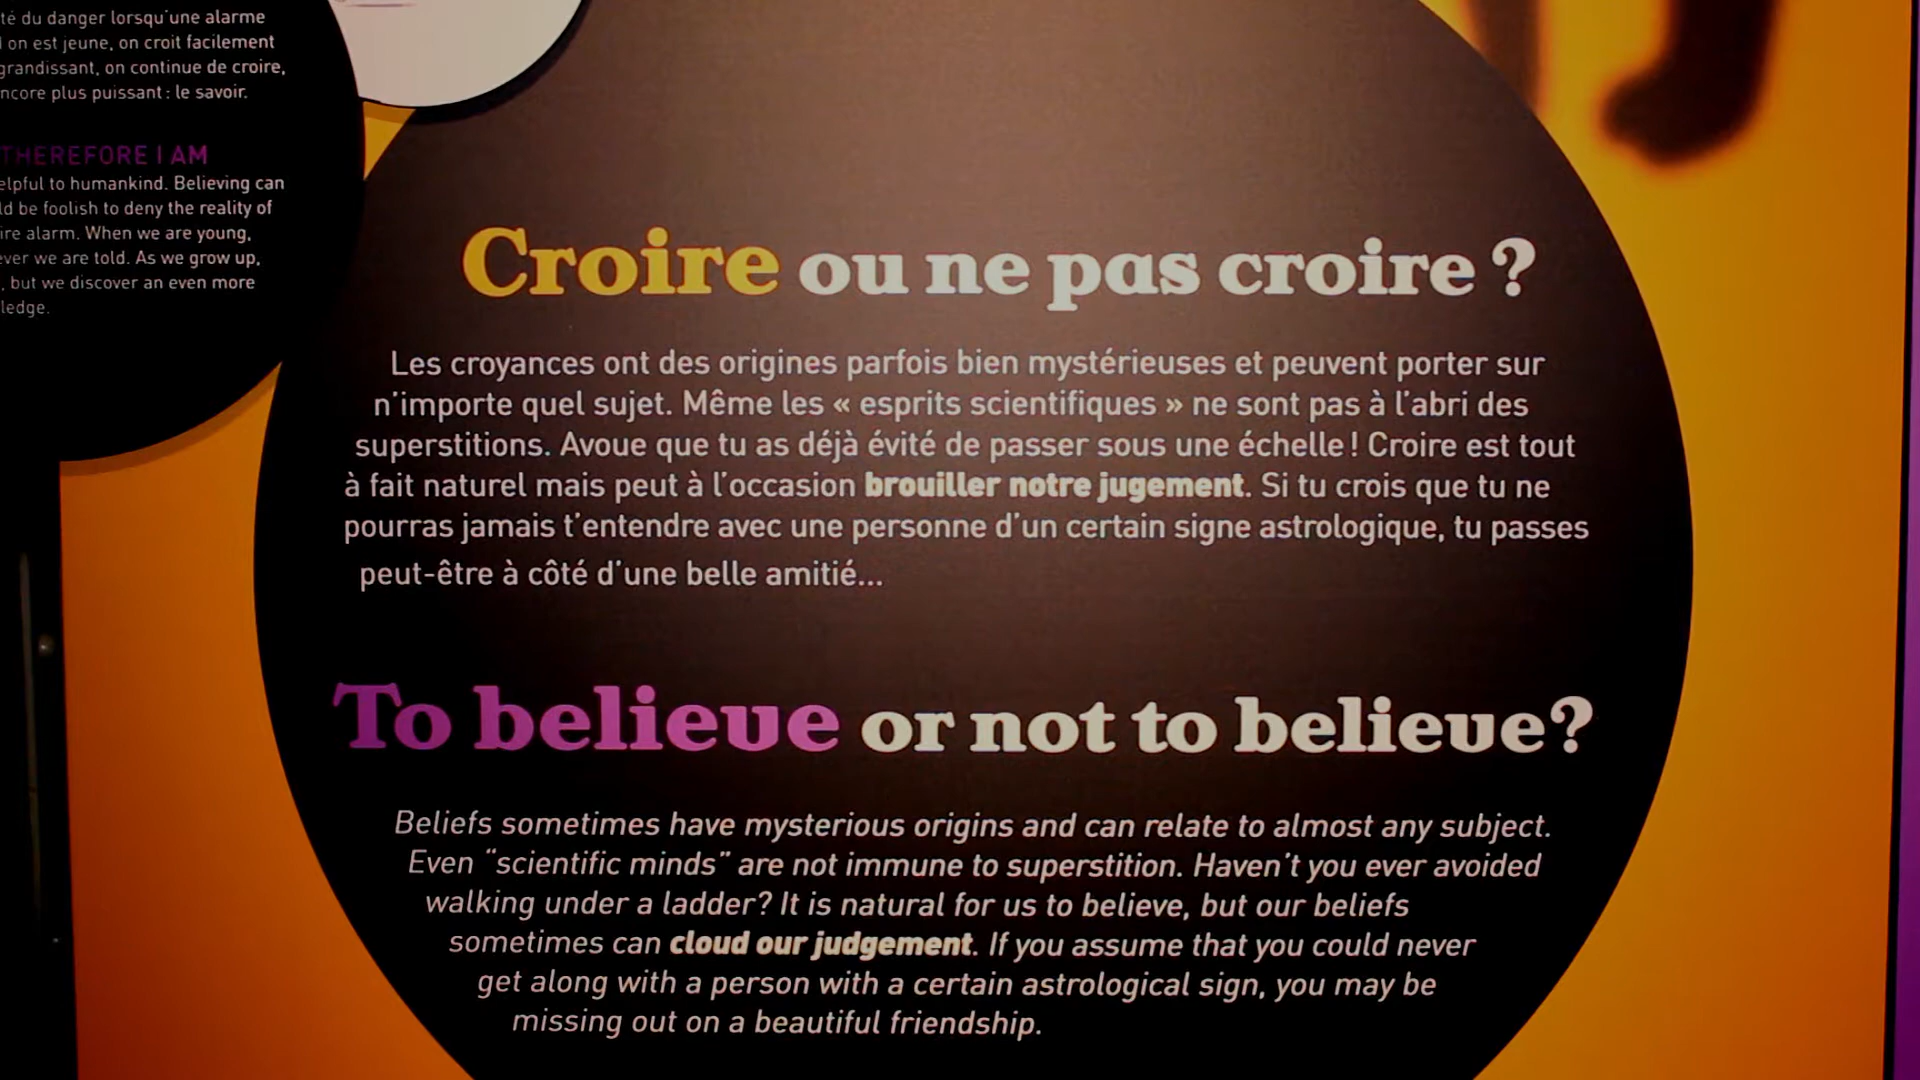 té du danger lorsqu'une alarme
on est jeune, on croit facilement
grandissant, on continue de croire,
ncore plus puissant : le savoir.
THEREFORE I AM
elpful to humankind. Believing can
ld be foolish to deny the reality of
ire alarm. When we are young,
ever we are told. As we grow up,
, but we discover an even more
ledge.
Croire ou ne pas croire ?
Les croyances ont des origines parfois bien mystérieuses et peuvent porter sur
n'importe quel sujet. Même les « esprits scientifiques » ne sont pas à l'abri des
superstitions. Avoue que tu as déjà évité de passer sous une échelle ! Croire est tout
à fait naturel mais peut à l'occasion brouiller notre jugement. Si tu crois que tu ne
pourras jamais t'entendre avec une personne d'un certain signe astrologique, tu passes
peut-être à côté d'une belle amitié...
To believe or not to believe?
Beliefs sometimes have mysterious origins and can relate to almost any subject.
Even “scientific minds” are not immune to superstition. Haven't you ever avoided
walking under a ladder? It is natural for us to believe, but our beliefs
sometimes can cloud our judgement. If you assume that you could never
get along with a person with a certain astrological sign, you may be
missing out on a beautiful friendship.